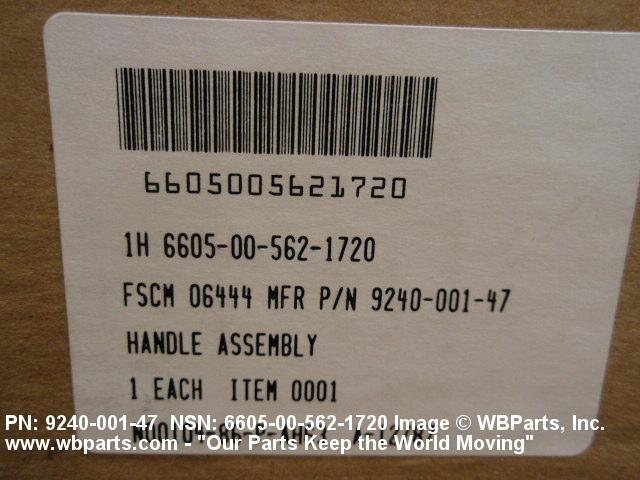 6605005621720
1H 6605-00-562-1720
FSCM 06444 MFR P/N 9240-001-47
HANDLE ASSEMBLY
1 EACH ITEM 0001
PN: 9240-001-47 NSN: 6605-00-562-1720 Image © WBParts, Inc.
www.wbparts.com - "Our Parts Keep the World Moving"